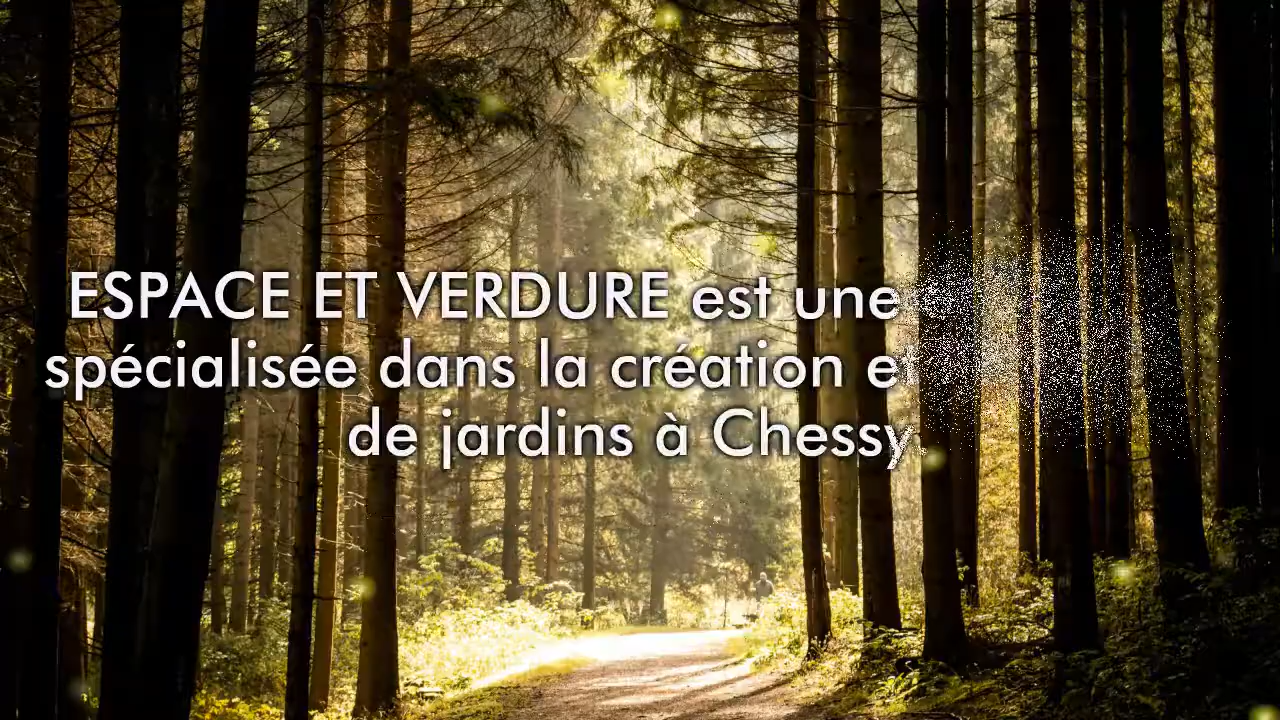 ESPACE ET VERDURE est une
spécialisée dans la création et
de jardins à Chessy